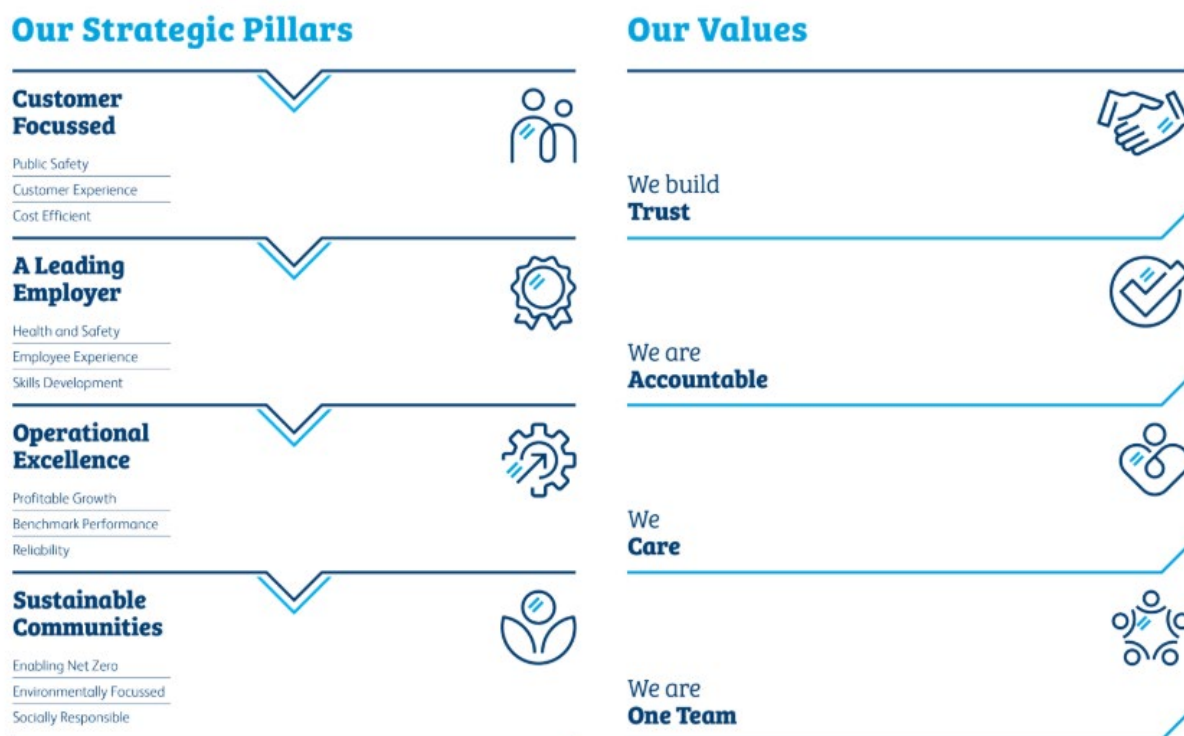 Our Strategic Pillars
Customer
Focussed
Public Safety
Customer Experience
Cost Efficient
A Leading
Employer
Health and Safety
Employee Experience
Skills Development
Operational
Excellence
Profitable Growth
Benchmark Performance
Reliability
Sustainable
Communities
Enabling Net Zero
Environmentally Focussed
Socially Responsible
Our Values
We build
Trust
We are
Accountable
We
Care
We are
One Team